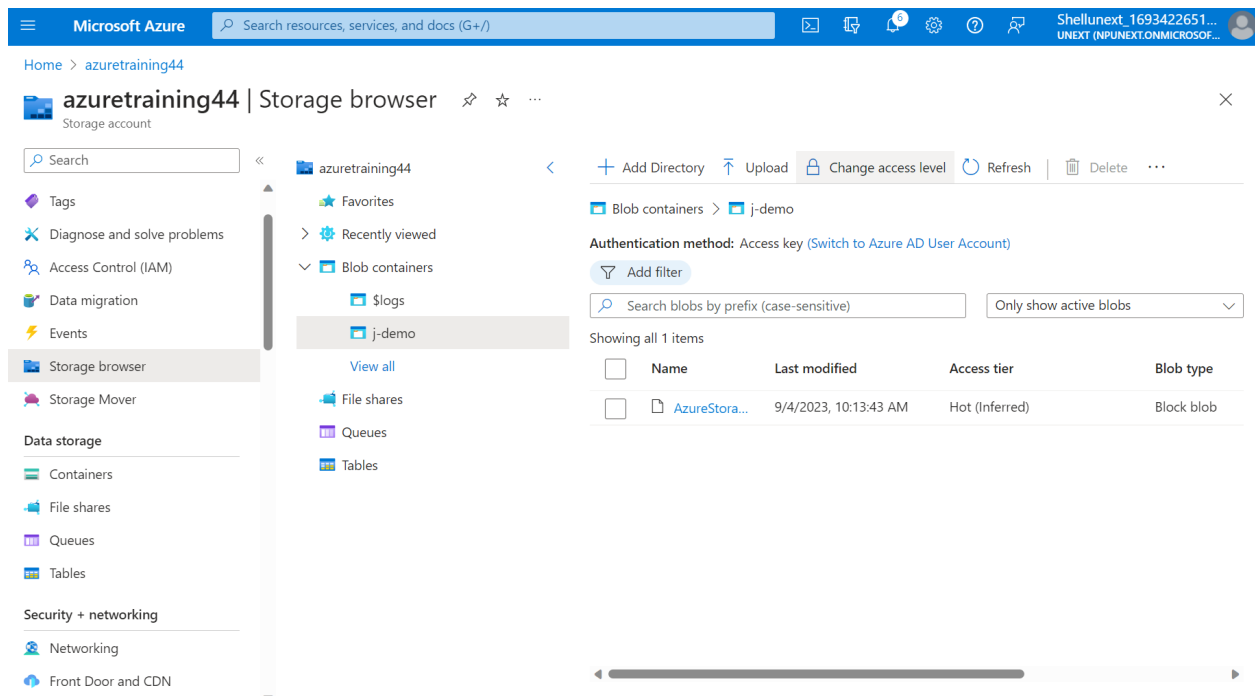 Microsoft Azure
Search resources, services, and docs (G+/)
6
Shellunext_1693422651...
UNEXT (NPUNEXT.ONMICROSOF...
Home > azuretraining44
azuretraining44 | Storage browser
Storage account
Search
Tags
Diagnose and solve problems
Access Control (IAM)
Data migration
Events
Storage browser
Storage Mover
Data storage
Containers
File shares
Queues
Tables
Security + networking
Networking
Front Door and CDN
azuretraining44
Favorites
Recently viewed
Blob containers
$logs
j-demo
View all
File shares
Queues
Tables
Add Directory Upload Change access level Refresh Delete ...
Blob containers > j-demo
Authentication method: Access key (Switch to Azure AD User Account)
Add filter
Search blobs by prefix (case-sensitive) Only show active blobs
Showing all 1 items
Name Last modified Access tier Blob type
AzureStora... 9/4/2023, 10:13:43 AM Hot (Inferred) Block blob